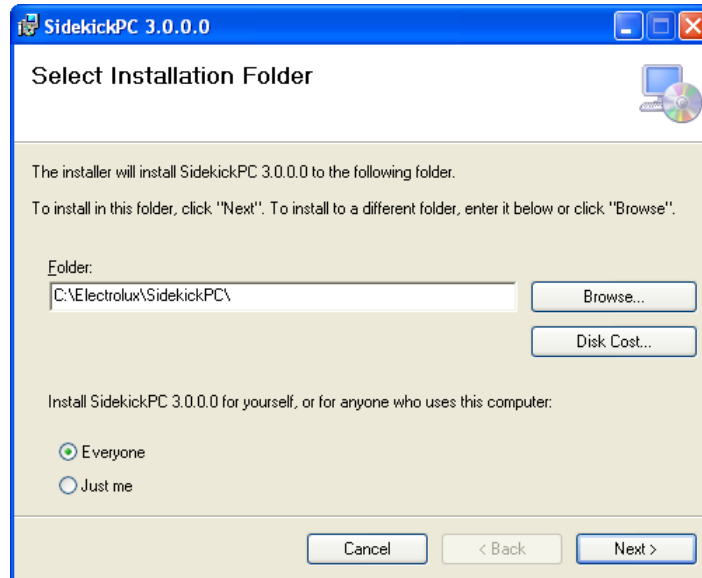 SidekickPC 3.0.0.0
Select Installation Folder
The installer will install SidekickPC 3.0.0.0 to the following folder.
To install in this folder, click "Next". To install to a different folder, enter it below or click "Browse".
Folder:
C:\Electrolux\SidekickPC\
Browse...
Disk Cost...
Install SidekickPC 3.0.0.0 for yourself, or for anyone who uses this computer:
Everyone
Just me
Cancel
< Back
Next >